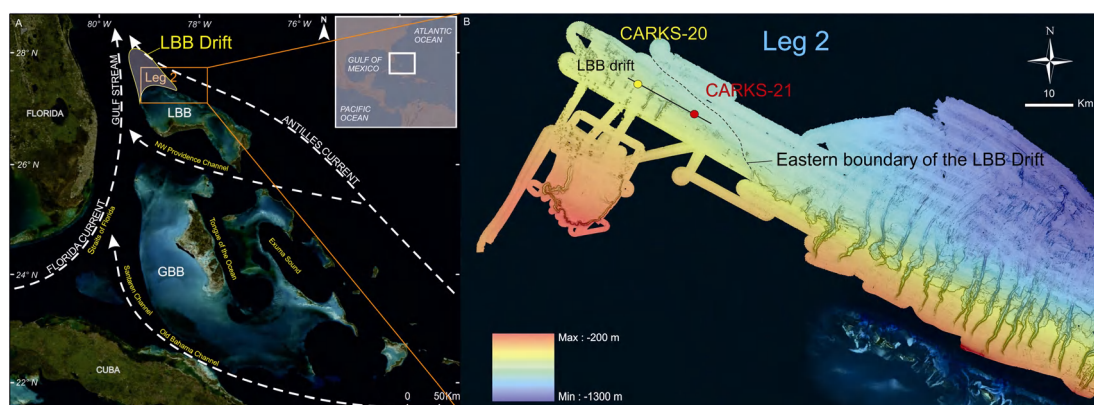 A
80° W
78° W
76° W
N
28° N
26° N
24° N
22° N
LBB Drift
Leg 2
LBB
GULF STREAM
FLORIDA
ATLANTIC
OCEAN
GULF OF
MEXICO
PACIFIC
OCEAN
ANTILLES CURRENT
NW Providence Channel
FLORIDA CURRENT
Straits of Florida
Tongue of the Ocean
Exuma Sound
GBB
Santaren Channel
Old Bahama Channel
CUBA
0 50Km
B
CARKS-20
Leg 2
LBB drift
CARKS-21
N
10
Km
Eastern boundary of the LBB Drift
Max : -200 m
Min : -1300 m